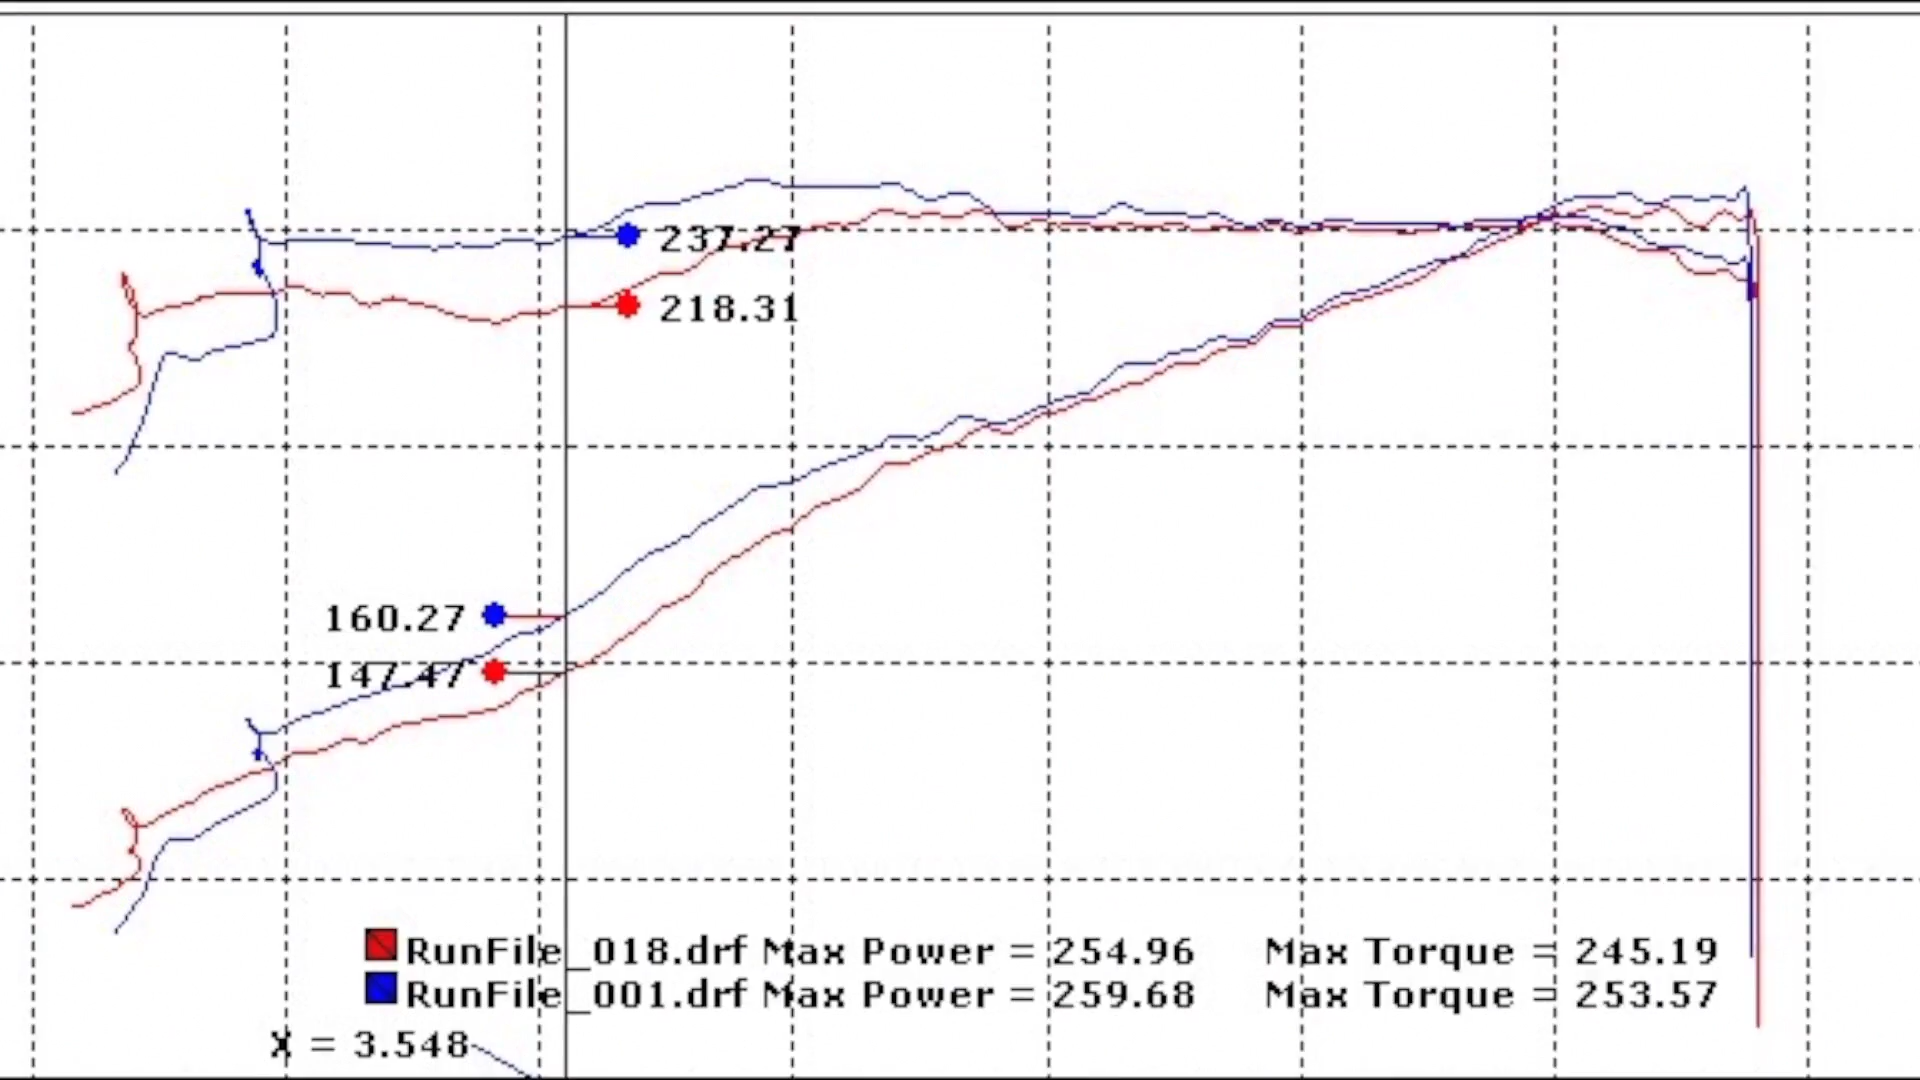 237.27
218.31
160.27
147.47
RunFile_018.drf Max Power = 254.96 Max Torque = 245.19
RunFile_001.drf Max Power = 259.68 Max Torque = 253.57
X = 3.548